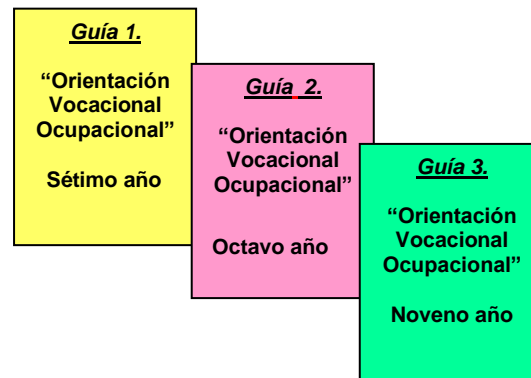 Guía 1.
“Orientación
Vocacional
Ocupacional”
Sétimo año
Guía 2.
“Orientación
Vocacional
Ocupacional”
Octavo año
Guía 3.
“Orientación
Vocacional
Ocupacional”
Noveno año